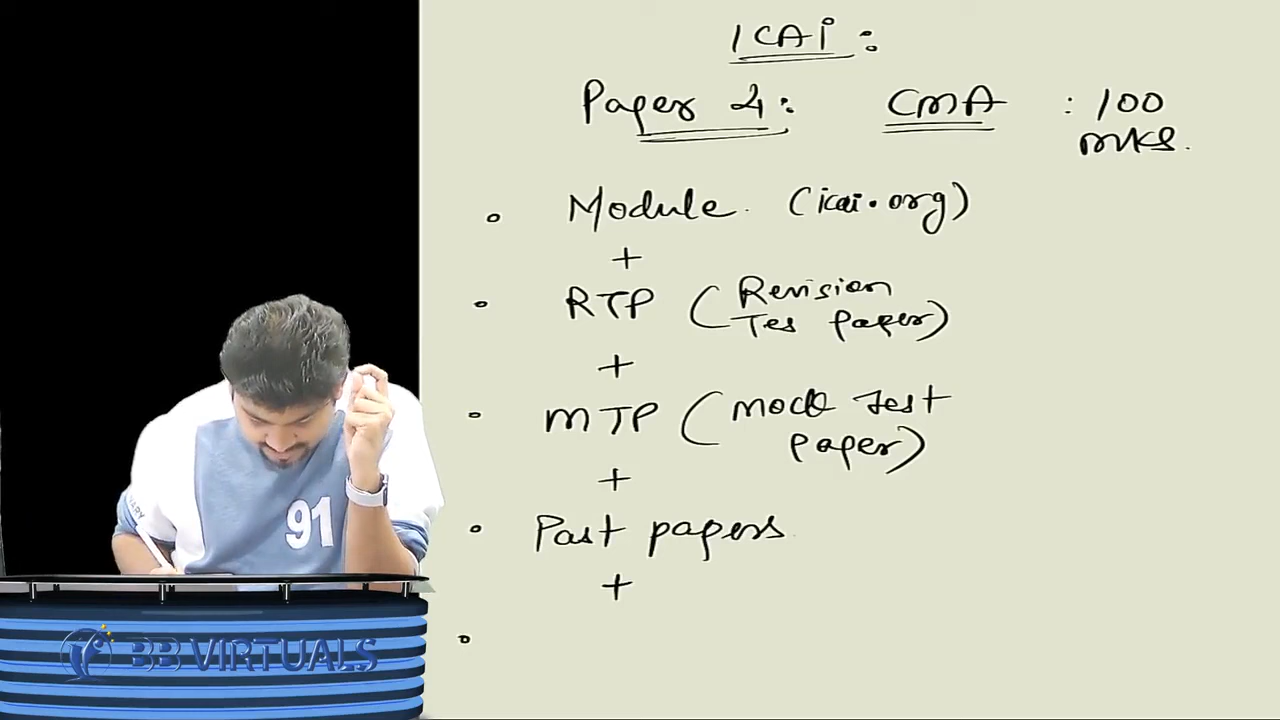 ICAI :
Paper 4 : CMA : 100
mks.
Module. (icai.org)
+
RTP (Revision
Tes paper)
+
MTP (Mock Test
paper)
+
Past papers
+
91
BB VIRTUALS